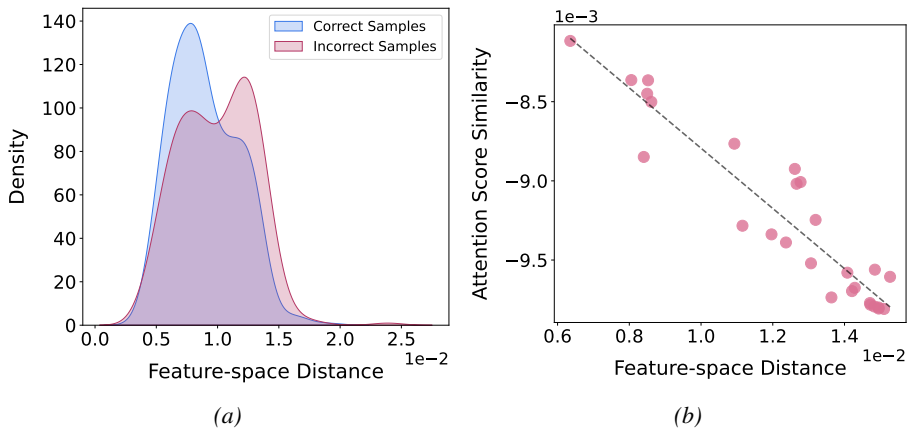 140
120
100
80
60
40
20
0
Density
Correct Samples
Incorrect Samples
0.0 0.5 1.0 1.5 2.0 2.5
1e−2
Feature-space Distance
(a)
1e−3
−8.5
−9.0
−9.5
Attention Score Similarity
0.6 0.8 1.0 1.2 1.4
1e−2
Feature-space Distance
(b)